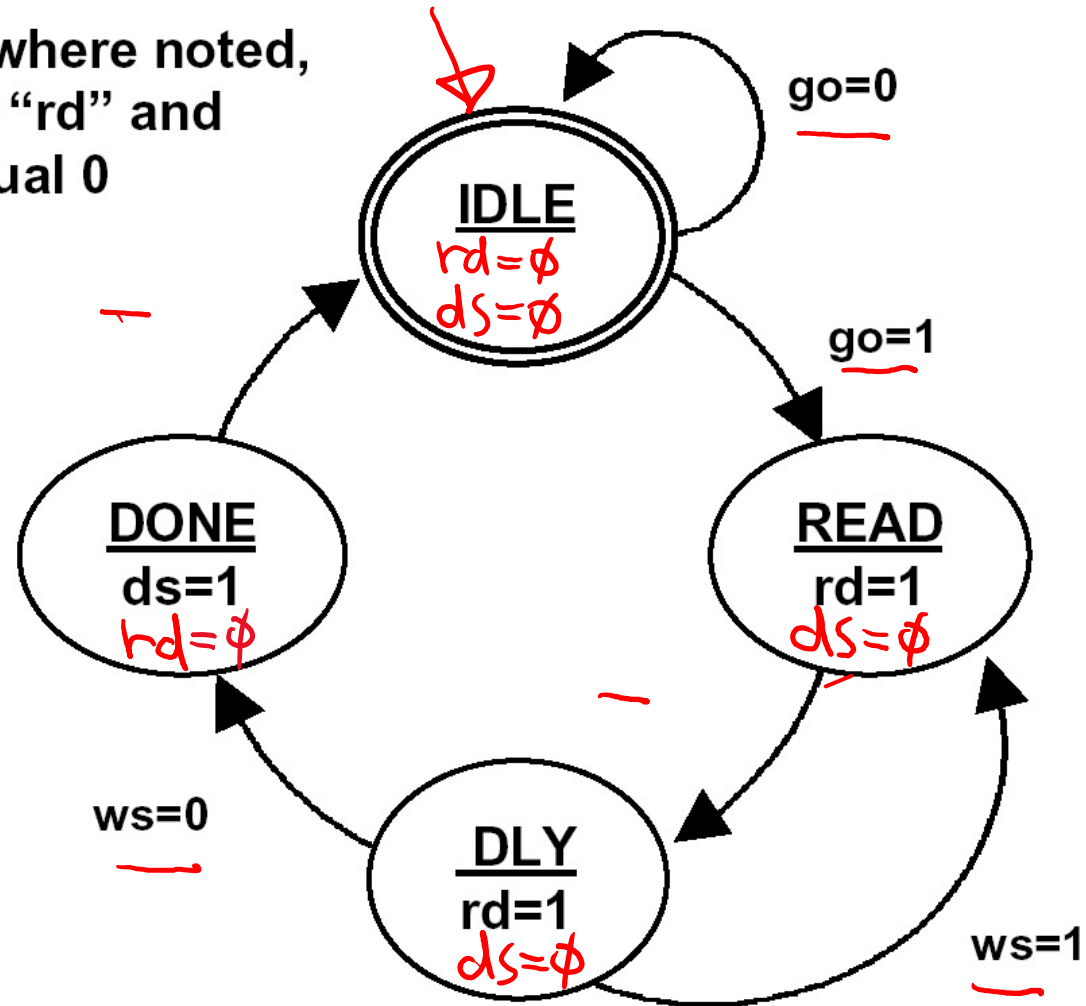 where noted,
“rd” and
ual 0
go=0
IDLE
rd=ϕ
ds=ϕ
go=1
DONE
ds=1
rd=ϕ
READ
rd=1
ds=ϕ
ws=0
DLY
rd=1
ds=ϕ
ws=1